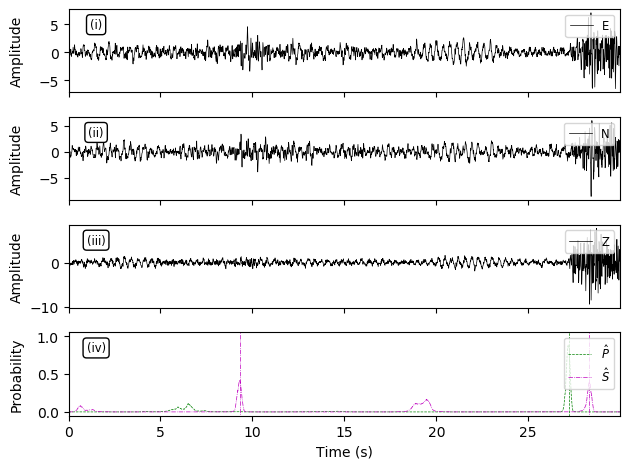 (i)
E
Amplitude
5
0
−5
(ii)
N
Amplitude
5
0
−5
(iii)
Z
Amplitude
0
−10
(iv)
P̂
Ŝ
Probability
1.0
0.5
0.0
0 5 10 15 20 25
Time (s)